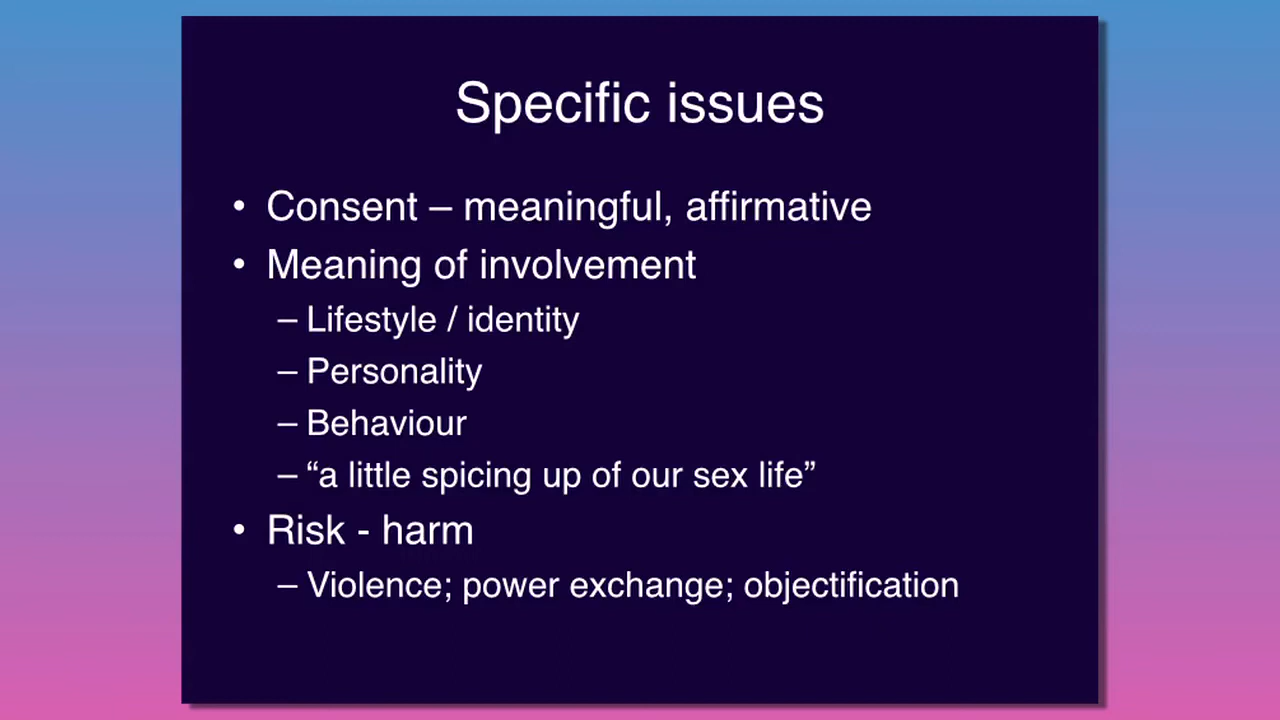 Specific issues
• Consent – meaningful, affirmative
• Meaning of involvement
– Lifestyle / identity
– Personality
– Behaviour
– “a little spicing up of our sex life”
• Risk - harm
– Violence; power exchange; objectification